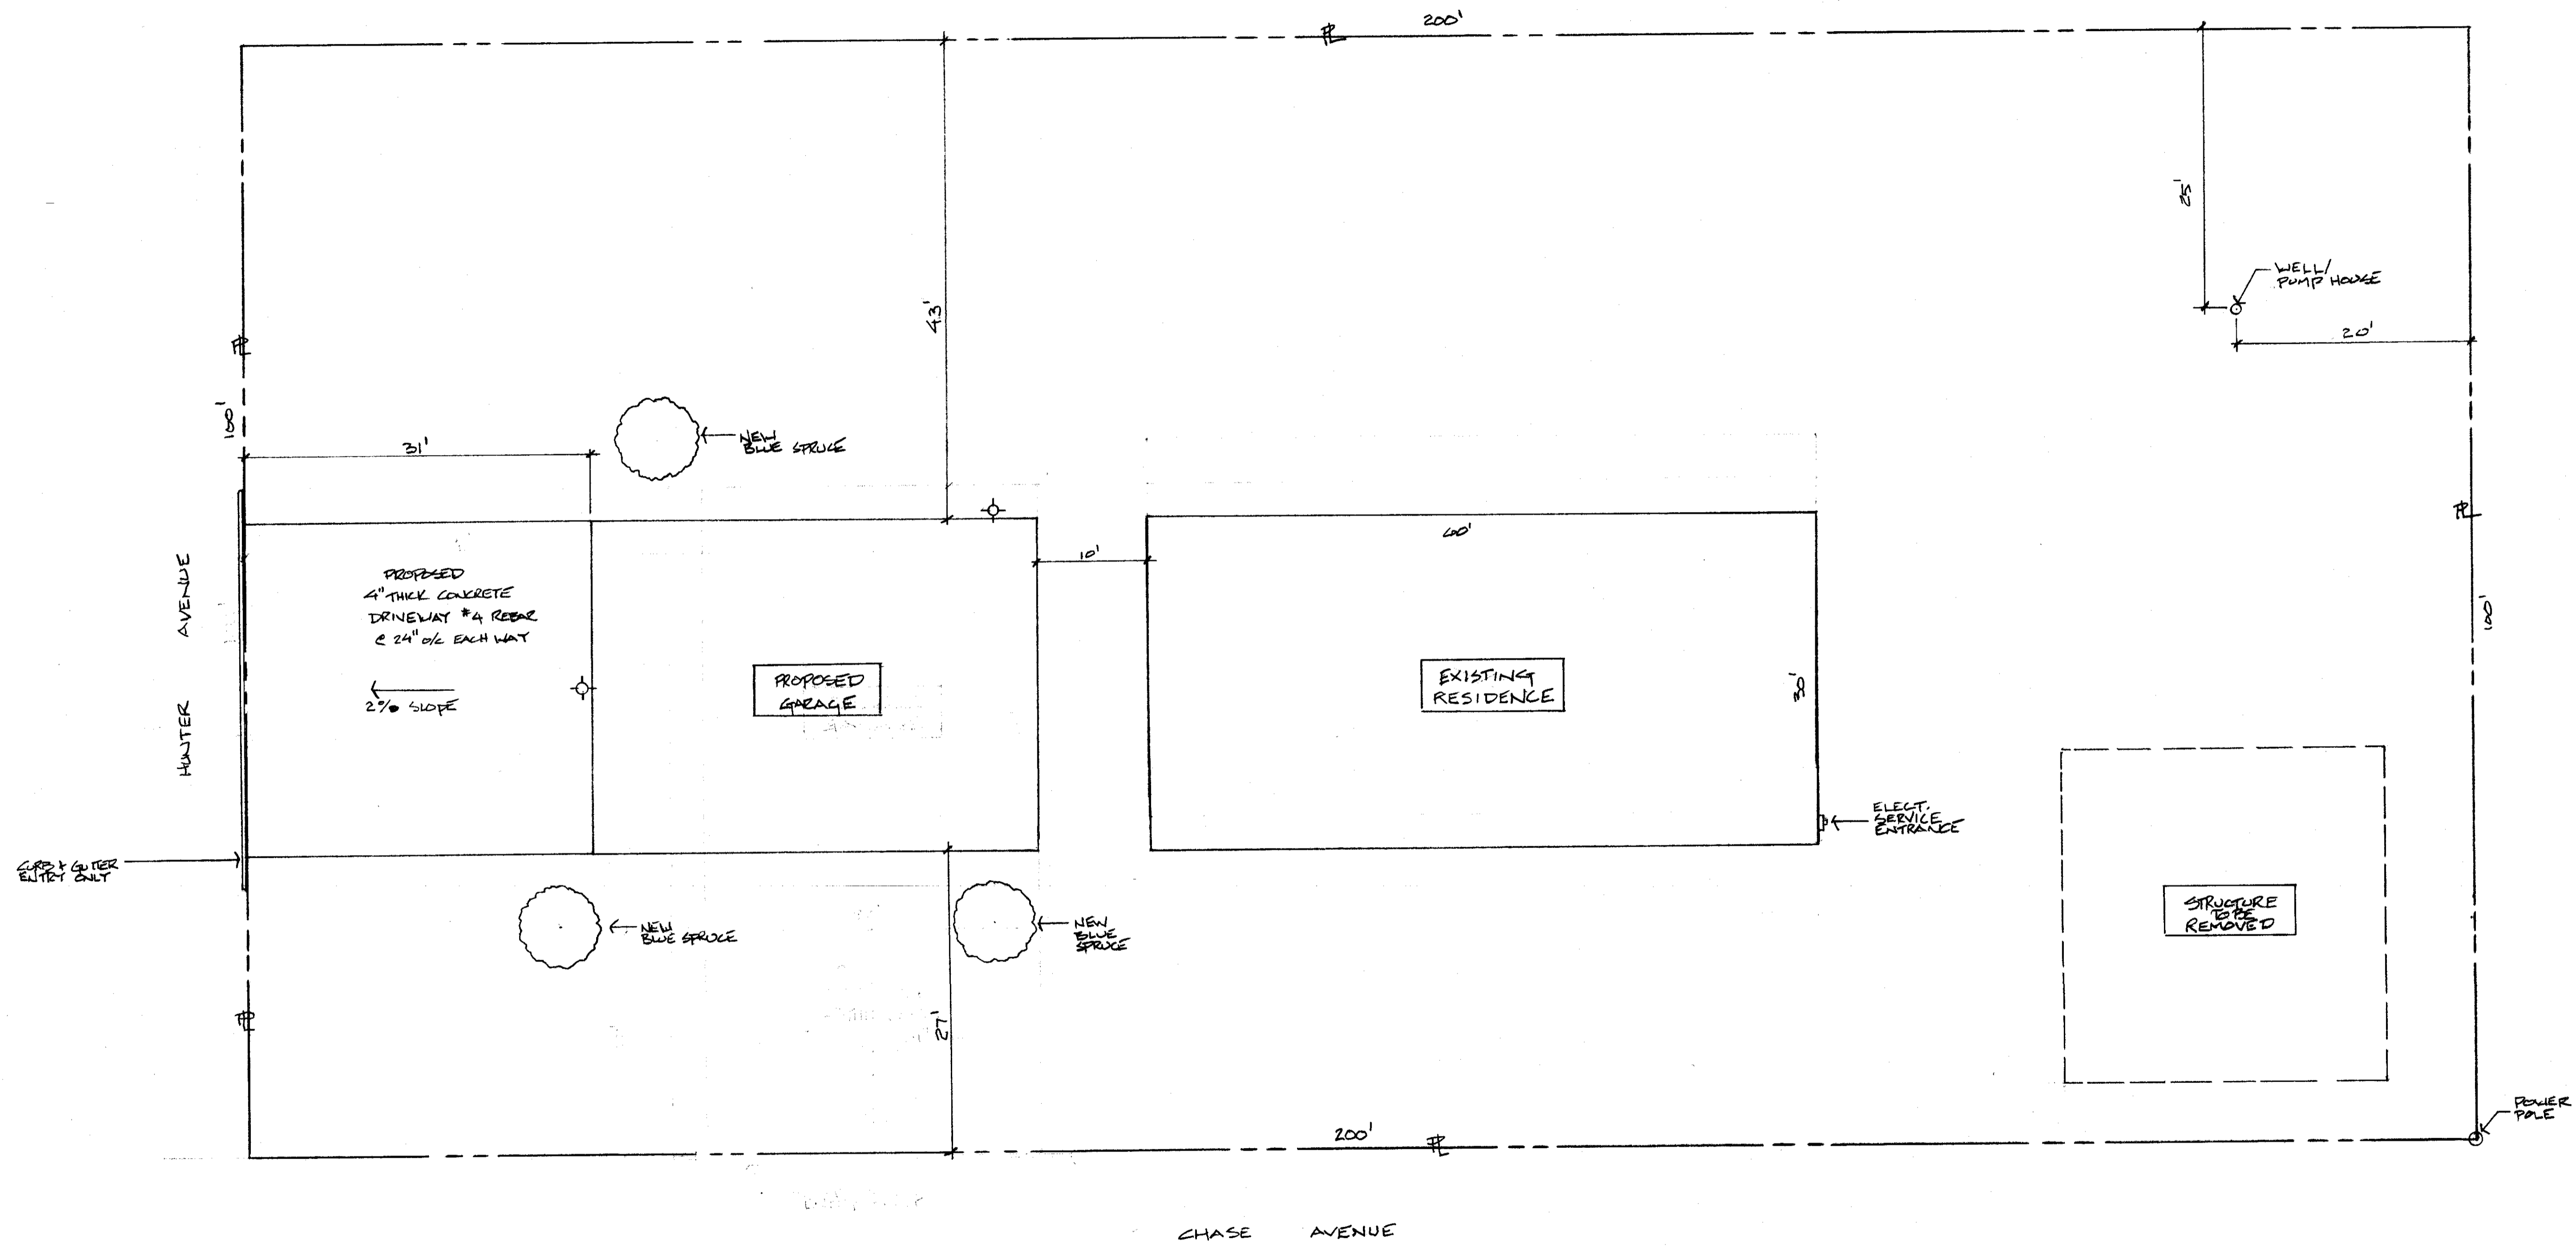 200'
PL
25'
WELL/
PUMP HOUSE
20'
43'
PL
100'
31'
NEW
BLUE SPRUCE
60'
10'
PL
PROPOSED
4" THICK CONCRETE
DRIVEWAY #4 REBAR
@ 24" O/C EACH WAY
2% SLOPE
HUNTER AVENUE
PROPOSED
GARAGE
EXISTING
RESIDENCE
30'
100'
ELECT.
SERVICE
ENTRANCE
CURB & GUTTER
ENTRY ONLY
STRUCTURE
TO BE
REMOVED
NEW
BLUE SPRUCE
NEW
BLUE
SPRUCE
27'
PL
POWER
POLE
200'
PL
CHASE AVENUE